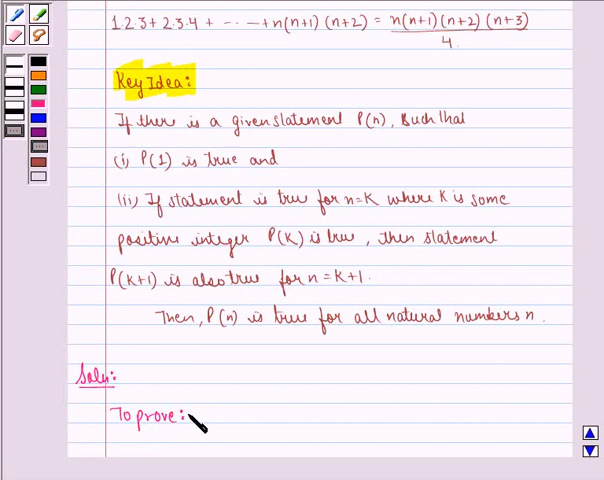 1.2.3 + 2.3.4 + ..... + n(n+1) (n+2) = n(n+1) (n+2) (n+3)
4.
Key Idea:
If there is a given statement P(n), Such that
(i) P(1) is true and
(ii) If statement is true for n=K where K is some
positive integer P(K) is true, then statement
P(K+1) is also true for n = K+1.
Then, P(n) is true for all natural numbers n.
Soln:
To prove: